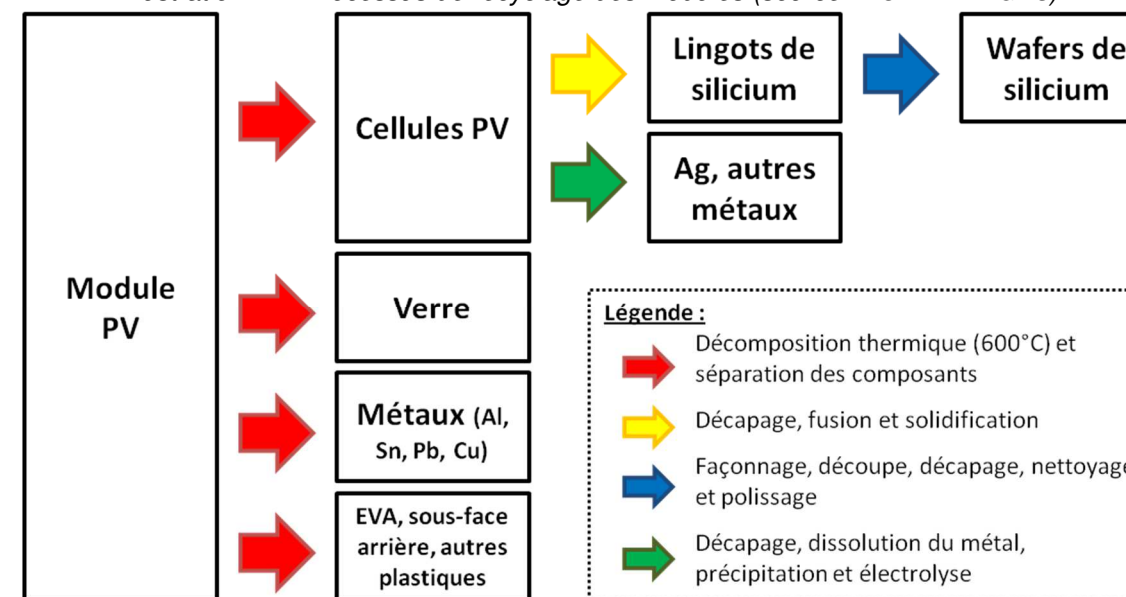 Module
PV
Cellules PV
Verre
Métaux (Al,
Sn, Pb, Cu)
EVA, sous-face
arrière, autres
plastiques
Lingots de
silicium
Ag, autres
métaux
Wafers de
silicium
Légende :
Décomposition thermique (600°C) et
séparation des composants
Décapage, fusion et solidification
Façonnage, découpe, décapage, nettoyage
et polissage
Décapage, dissolution du métal,
précipitation et électrolyse